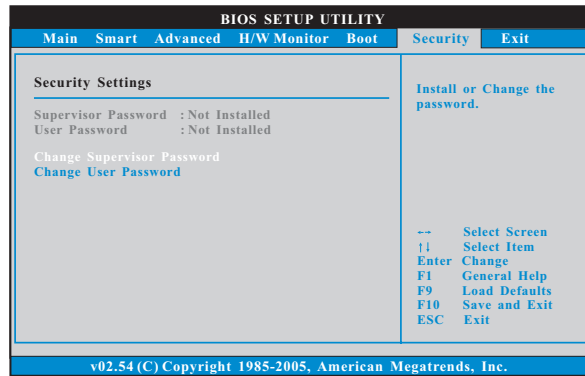 BIOS SETUP UTILITY
Main Smart Advanced H/W Monitor Boot Security Exit
Security Settings
Supervisor Password : Not Installed
User Password : Not Installed
Change Supervisor Password
Change User Password
Install or Change the
password.
←→ Select Screen
↑↓ Select Item
Enter Change
F1 General Help
F9 Load Defaults
F10 Save and Exit
ESC Exit
v02.54 (C) Copyright 1985-2005, American Megatrends, Inc.